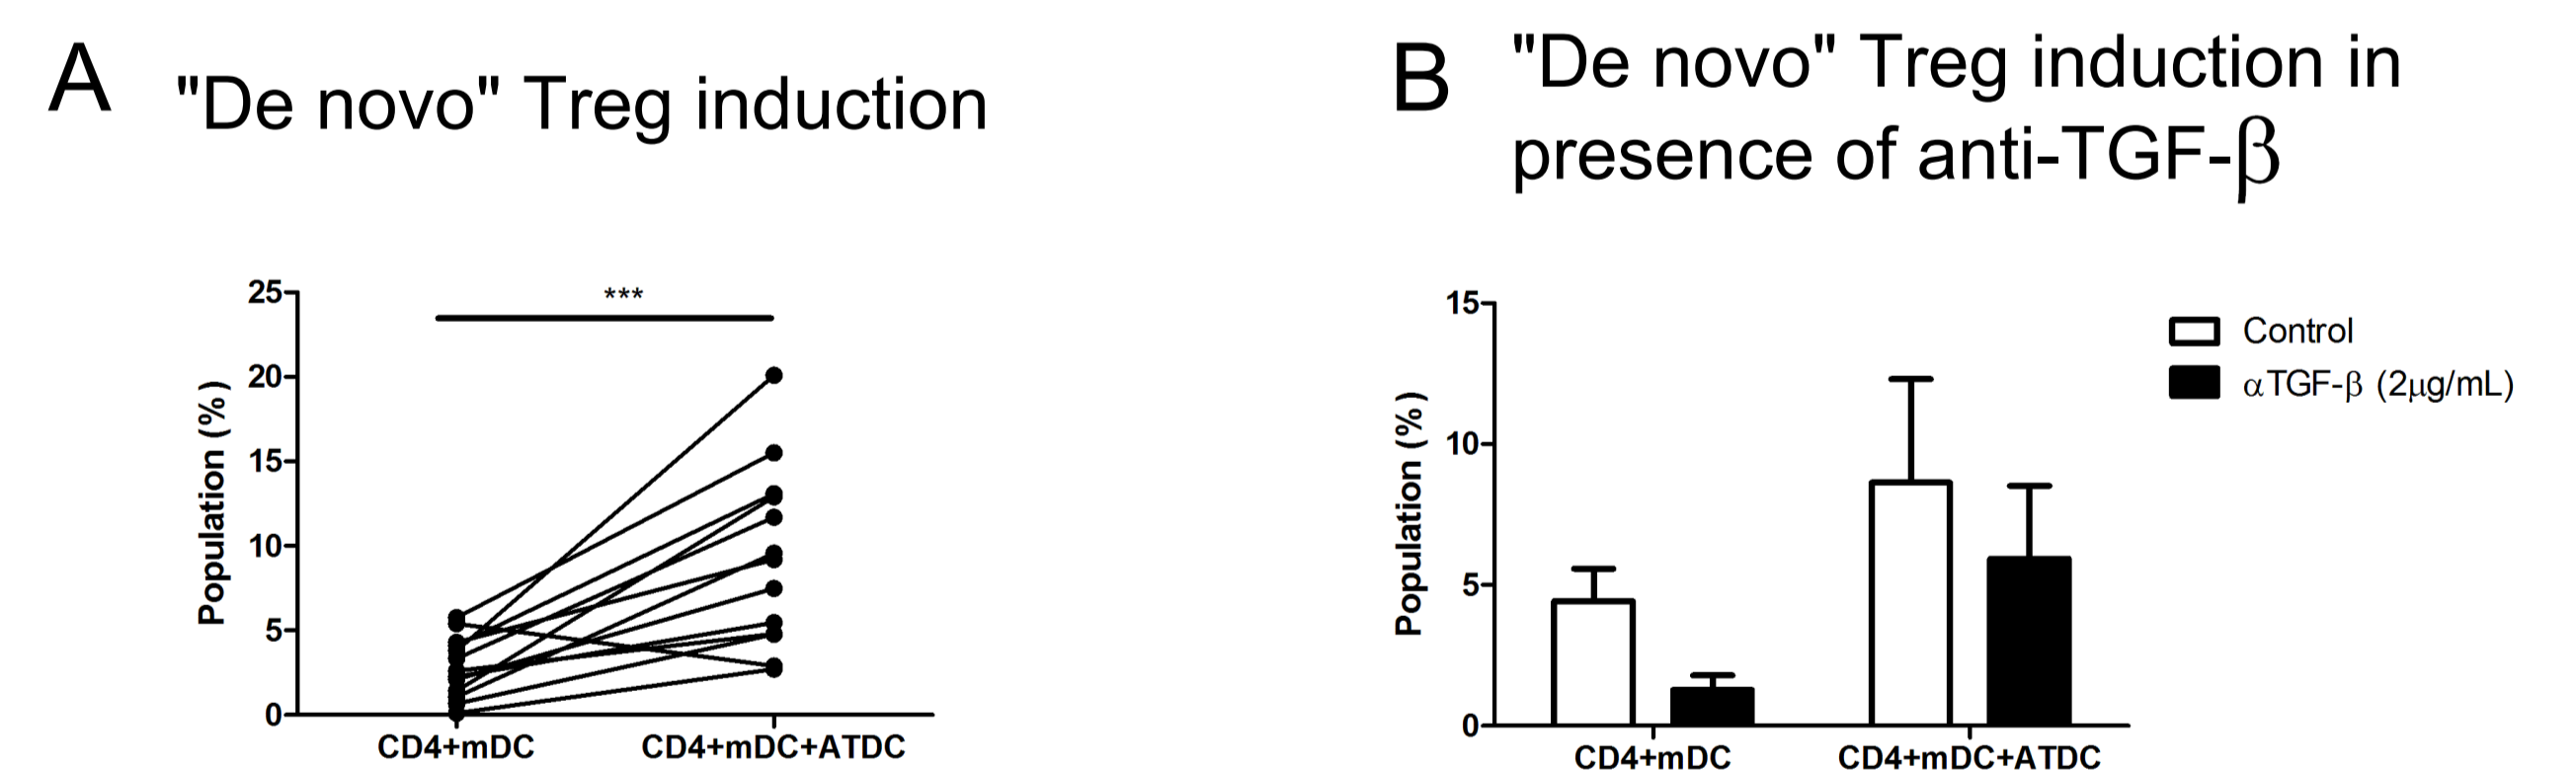 A
"De novo" Treg induction
25
20
15
10
5
0
Population (%)
***
CD4+mDC
CD4+mDC+ATDC
B
"De novo" Treg induction in
presence of anti-TGF-β
15
10
5
0
Population (%)
CD4+mDC
CD4+mDC+ATDC
Control
αTGF-β (2μg/mL)